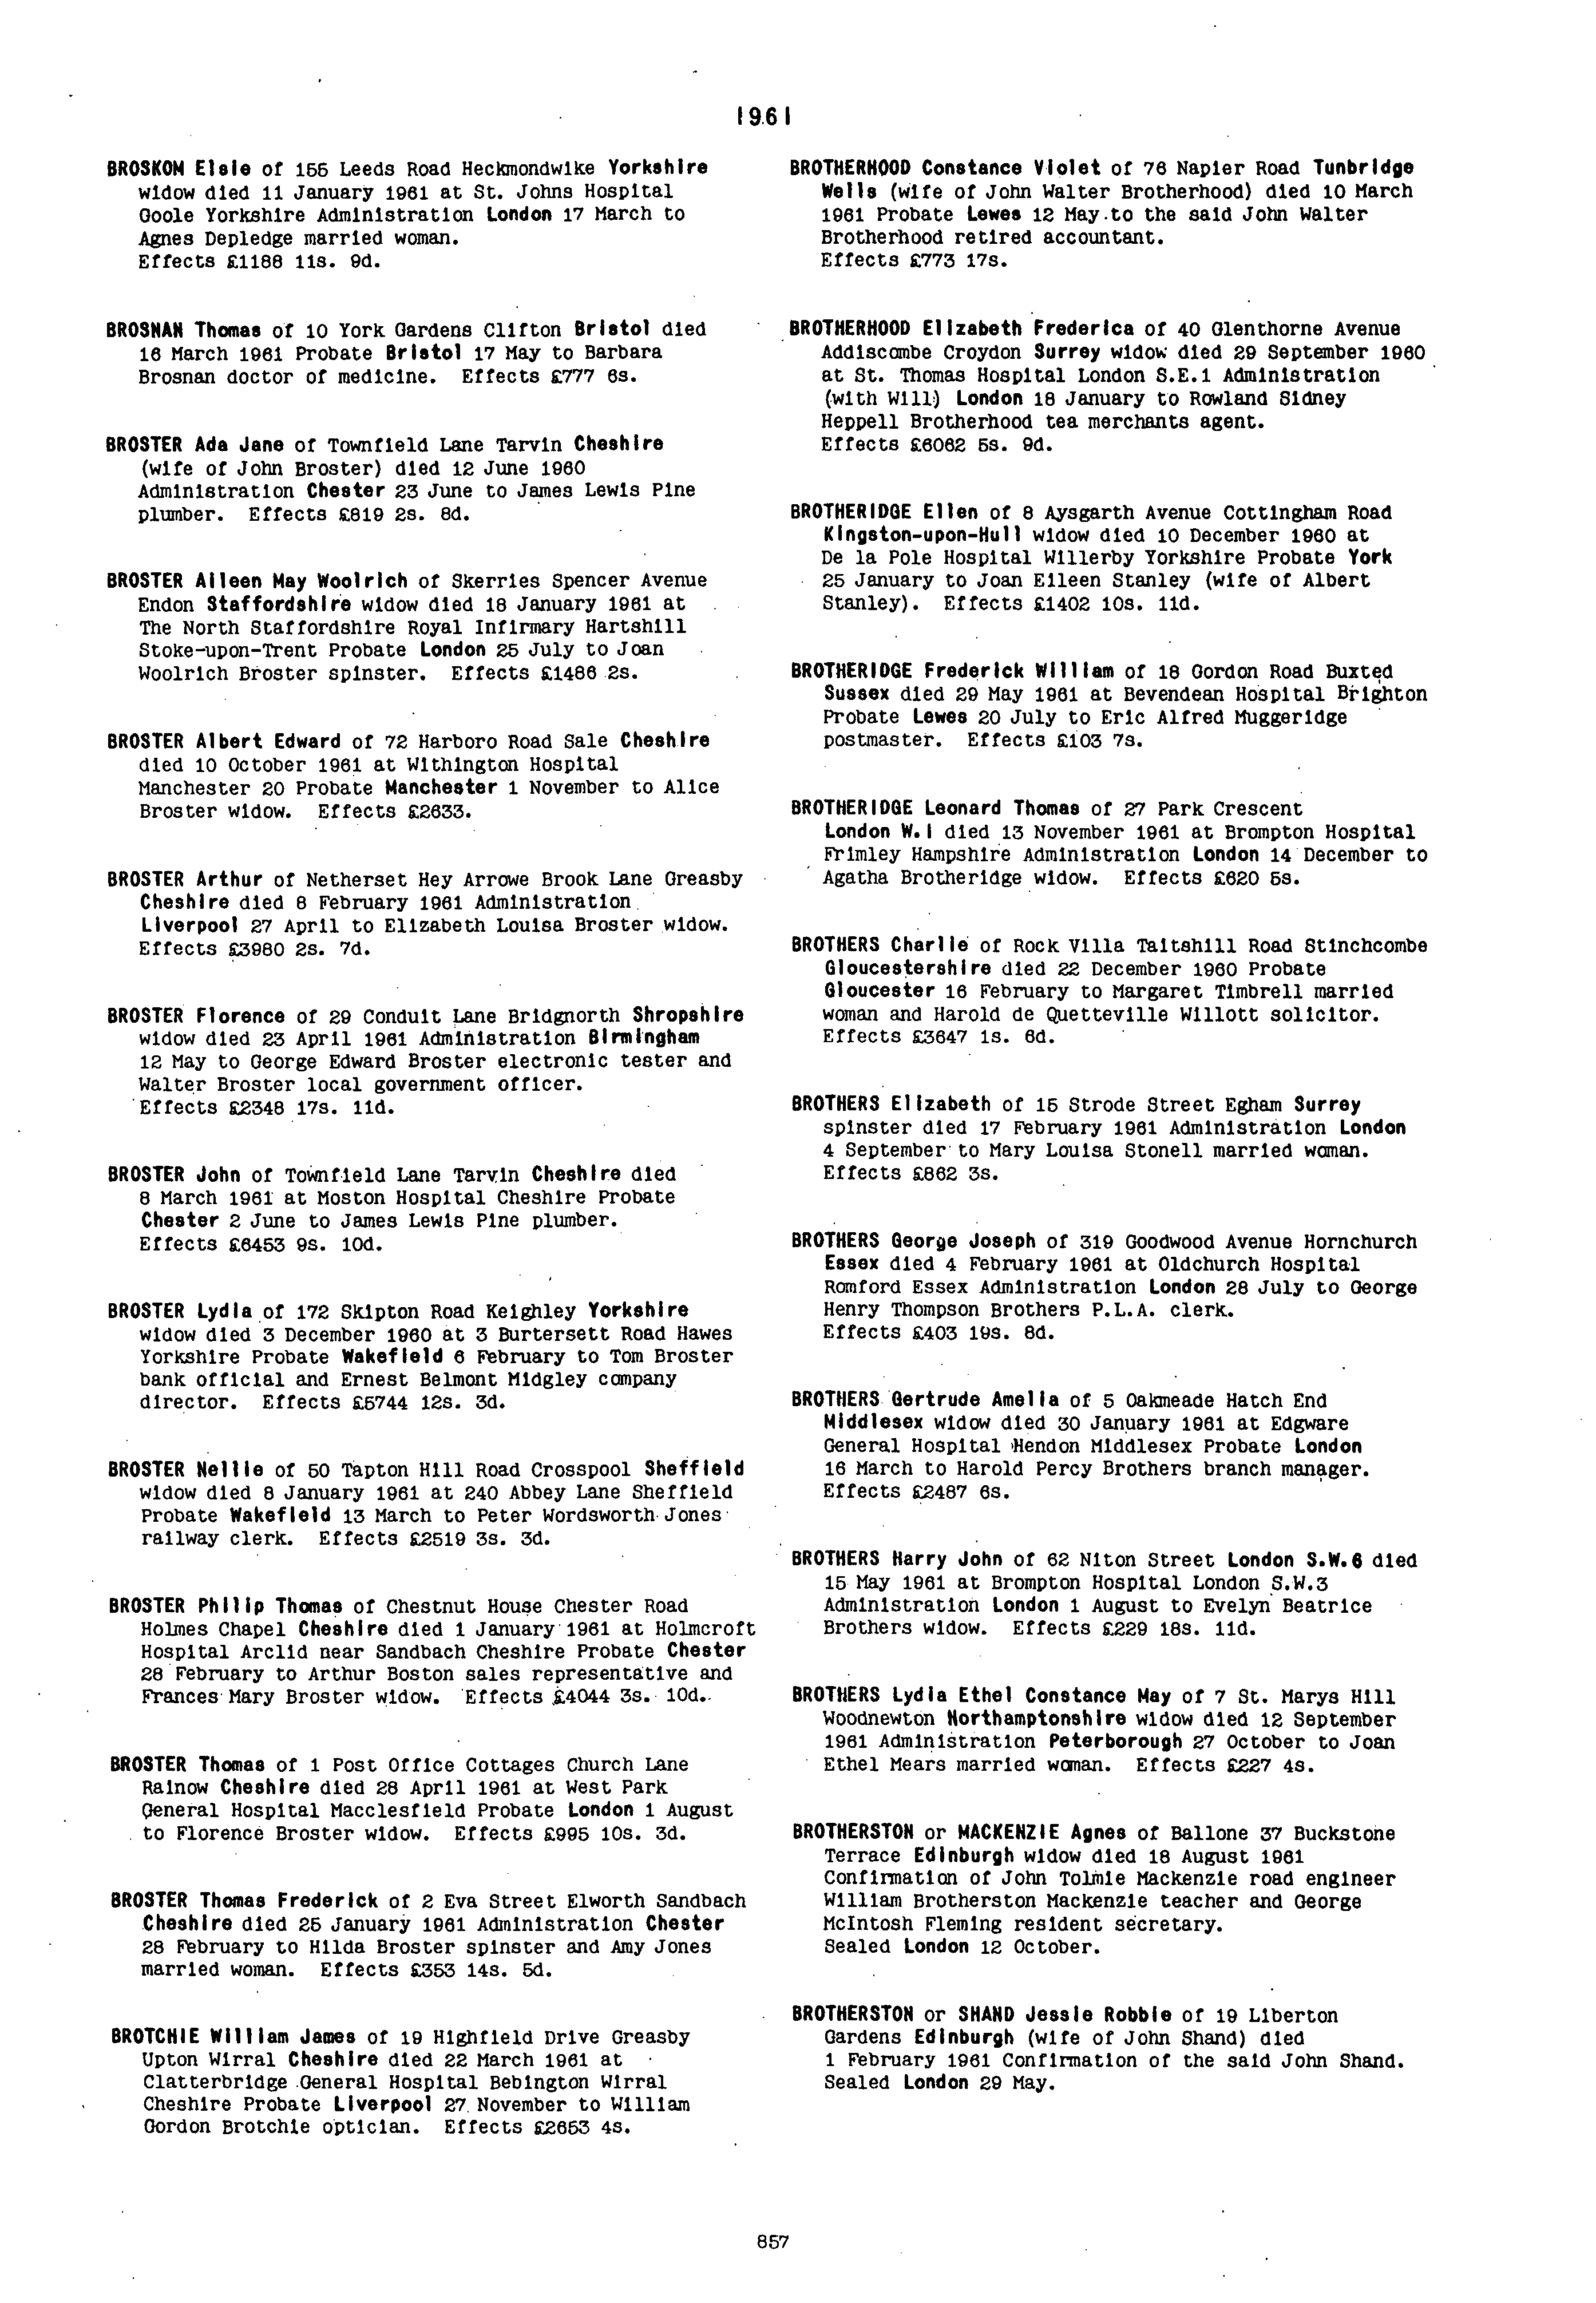 1961
BROSKOM Elsie of 155 Leeds Road Heckmondwike Yorkshire
widow died 11 January 1961 at St. Johns Hospital
Goole Yorkshire Administration London 17 March to
Agnes Depledge married woman.
Effects £1188 11s. 9d.
BROSNAN Thomas of 10 York Gardens Clifton Bristol died
16 March 1961 Probate Bristol 17 May to Barbara
Brosnan doctor of medicine. Effects £777 6s.
BROSTER Ada Jane of Townfield Lane Tarvin Cheshire
(wife of John Broster) died 12 June 1960
Administration Chester 23 June to James Lewis Pine
plumber. Effects £819 2s. 8d.
BROSTER Aileen May Woolrich of Skerries Spencer Avenue
Endon Staffordshire widow died 18 January 1961 at
The North Staffordshire Royal Infirmary Hartshill
Stoke-upon-Trent Probate London 25 July to Joan
Woolrich Broster spinster. Effects £1486 2s.
BROSTER Albert Edward of 72 Harboro Road Sale Cheshire
died 10 October 1961 at Withington Hospital
Manchester 20 Probate Manchester 1 November to Alice
Broster widow. Effects £2633.
BROSTER Arthur of Netherset Hey Arrowe Brook Lane Greasby
Cheshire died 8 February 1961 Administration
Liverpool 27 April to Elizabeth Louisa Broster widow.
Effects £3980 2s. 7d.
BROSTER Florence of 29 Conduit Lane Bridgnorth Shropshire
widow died 23 April 1961 Administration Birmingham
12 May to George Edward Broster electronic tester and
Walter Broster local government officer.
Effects £2348 17s. 11d.
BROSTER John of Townfield Lane Tarvin Cheshire died
8 March 1961 at Moston Hospital Cheshire Probate
Chester 2 June to James Lewis Pine plumber.
Effects £6453 9s. 10d.
BROSTER Lydia of 172 Skipton Road Keighley Yorkshire
widow died 3 December 1960 at 3 Burtersett Road Hawes
Yorkshire Probate Wakefield 6 February to Tom Broster
bank official and Ernest Belmont Midgley company
director. Effects £5744 12s. 3d.
BROSTER Nellie of 50 Tapton Hill Road Crosspool Sheffield
widow died 8 January 1961 at 240 Abbey Lane Sheffield
Probate Wakefield 13 March to Peter Wordsworth Jones
railway clerk. Effects £2519 3s. 3d.
BROSTER Philip Thomas of Chestnut House Chester Road
Holmes Chapel Cheshire died 1 January 1961 at Holmcroft
Hospital Arclid near Sandbach Cheshire Probate Chester
28 February to Arthur Boston sales representative and
Frances Mary Broster widow. Effects £4044 3s. 10d.
BROSTER Thomas of 1 Post Office Cottages Church Lane
Rainow Cheshire died 28 April 1961 at West Park
General Hospital Macclesfield Probate London 1 August
to Florence Broster widow. Effects £995 10s. 3d.
BROSTER Thomas Frederick of 2 Eva Street Elworth Sandbach
Cheshire died 25 January 1961 Administration Chester
28 February to Hilda Broster spinster and Amy Jones
married woman. Effects £353 14s. 5d.
BROTCHIE William James of 19 Highfield Drive Greasby
Upton Wirral Cheshire died 22 March 1961 at
Clatterbridge General Hospital Bebington Wirral
Cheshire Probate Liverpool 27 November to William
Gordon Brotchie optician. Effects £2653 4s.
BROTHERHOOD Constance Violet of 76 Napier Road Tunbridge
Wells (wife of John Walter Brotherhood) died 10 March
1961 Probate Lewes 12 May to the said John Walter
Brotherhood retired accountant.
Effects £773 17s.
BROTHERHOOD Elizabeth Frederica of 40 Glenthorne Avenue
Addiscombe Croydon Surrey widow died 29 September 1960
at St. Thomas Hospital London S.E.1 Administration
(with Will) London 18 January to Rowland Sidney
Heppell Brotherhood tea merchants agent.
Effects £6062 5s. 9d.
BROTHERIDGE Ellen of 8 Aysgarth Avenue Cottingham Road
Kingston-upon-Hull widow died 10 December 1960 at
De la Pole Hospital Willerby Yorkshire Probate York
25 January to Joan Eileen Stanley (wife of Albert
Stanley). Effects £1402 10s. 11d.
BROTHERIDGE Frederick William of 18 Gordon Road Buxted
Sussex died 29 May 1961 at Bevendean Hospital Brighton
Probate Lewes 20 July to Eric Alfred Muggeridge
postmaster. Effects £103 7s.
BROTHERIDGE Leonard Thomas of 27 Park Crescent
London W.1 died 13 November 1961 at Brompton Hospital
Frimley Hampshire Administration London 14 December to
Agatha Brotheridge widow. Effects £620 5s.
BROTHERS Charlie of Rock Villa Taitshill Road Stinchcombe
Gloucestershire died 22 December 1960 Probate
Gloucester 16 February to Margaret Timbrell married
woman and Harold de Quetteville Willott solicitor.
Effects £3647 1s. 6d.
BROTHERS Elizabeth of 15 Strode Street Egham Surrey
spinster died 17 February 1961 Administration London
4 September to Mary Louisa Stonell married woman.
Effects £862 3s.
BROTHERS George Joseph of 319 Goodwood Avenue Hornchurch
Essex died 4 February 1961 at Oldchurch Hospital
Romford Essex Administration London 28 July to George
Henry Thompson Brothers P.L.A. clerk.
Effects £403 19s. 8d.
BROTHERS Gertrude Amelia of 5 Oakmeade Hatch End
Middlesex widow died 30 January 1961 at Edgware
General Hospital Hendon Middlesex Probate London
16 March to Harold Percy Brothers branch manager.
Effects £2487 6s.
BROTHERS Harry John of 62 Niton Street London S.W.6 died
15 May 1961 at Brompton Hospital London S.W.3
Administration London 1 August to Evelyn Beatrice
Brothers widow. Effects £229 18s. 11d.
BROTHERS Lydia Ethel Constance May of 7 St. Marys Hill
Woodnewton Northamptonshire widow died 12 September
1961 Administration Peterborough 27 October to Joan
Ethel Mears married woman. Effects £227 4s.
BROTHERSTON or MACKENZIE Agnes of Ballone 37 Buckstone
Terrace Edinburgh widow died 18 August 1961
Confirmation of John Tolmie Mackenzie road engineer
William Brotherston Mackenzie teacher and George
McIntosh Fleming resident secretary.
Sealed London 12 October.
BROTHERSTON or SHAND Jessie Robbie of 19 Liberton
Gardens Edinburgh (wife of John Shand) died
1 February 1961 Confirmation of the said John Shand.
Sealed London 29 May.
857